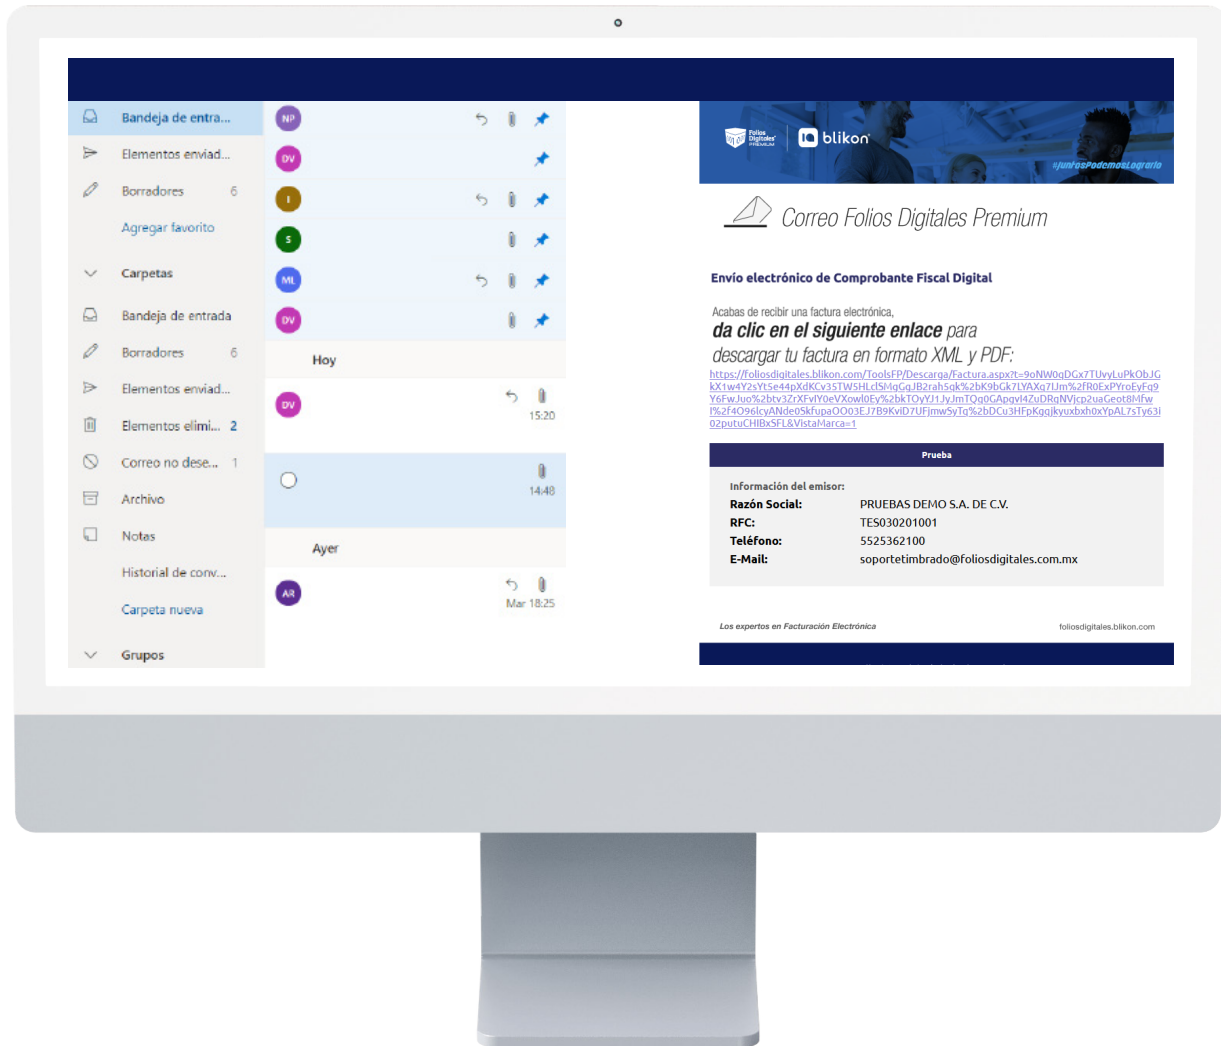 Bandeja de entra...
Elementos enviad...
Borradores 6
Agregar favorito
Carpetas
Bandeja de entrada
Borradores 6
Elementos enviad...
Elementos elimi... 2
Correo no dese... 1
Archivo
Notas
Historial de conv...
Carpeta nueva
Grupos
NP
DV
I
S
ML
DV
Hoy
DV
15:20
14:48
Ayer
AR
Mar 18:25
Folios
Digitales
PREMIUM
blikon
#JuntosPodemosLograrlo
Correo Folios Digitales Premium
Envío electrónico de Comprobante Fiscal Digital
Acabas de recibir una factura electrónica,
da clic en el siguiente enlace para
descargar tu factura en formato XML y PDF:
Prueba
Información del emisor:
Razón Social: PRUEBAS DEMO S.A. DE C.V.
RFC: TES030201001
Teléfono: 5525362100
E-Mail: soportetimbrado@foliosdigitales.com.mx
Los expertos en Facturación Electrónica foliosdigitales.blikon.com